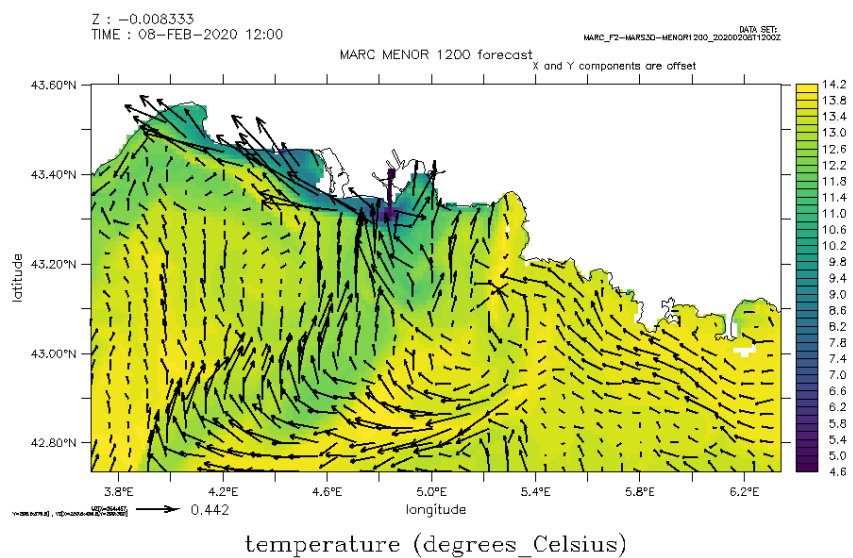 Z : -0.008333
TIME : 08-FEB-2020 12:00
DATA SET:
MARC_F2-MARS3D-MENOR1200_20200208T1200Z
MARC MENOR 1200 forecast
X and Y components are offset
43.60°N
43.40°N
43.20°N
43.00°N
42.80°N
latitude
3.8°E 4.2°E 4.6°E 5.0°E 5.4°E 5.8°E 6.2°E
longitude
14.2
13.8
13.4
13.0
12.6
12.2
11.8
11.4
11.0
10.6
10.2
9.8
9.4
9.0
8.6
8.2
7.8
7.4
7.0
6.6
6.2
5.8
5.4
5.0
4.6
0.442
temperature (degrees_Celsius)